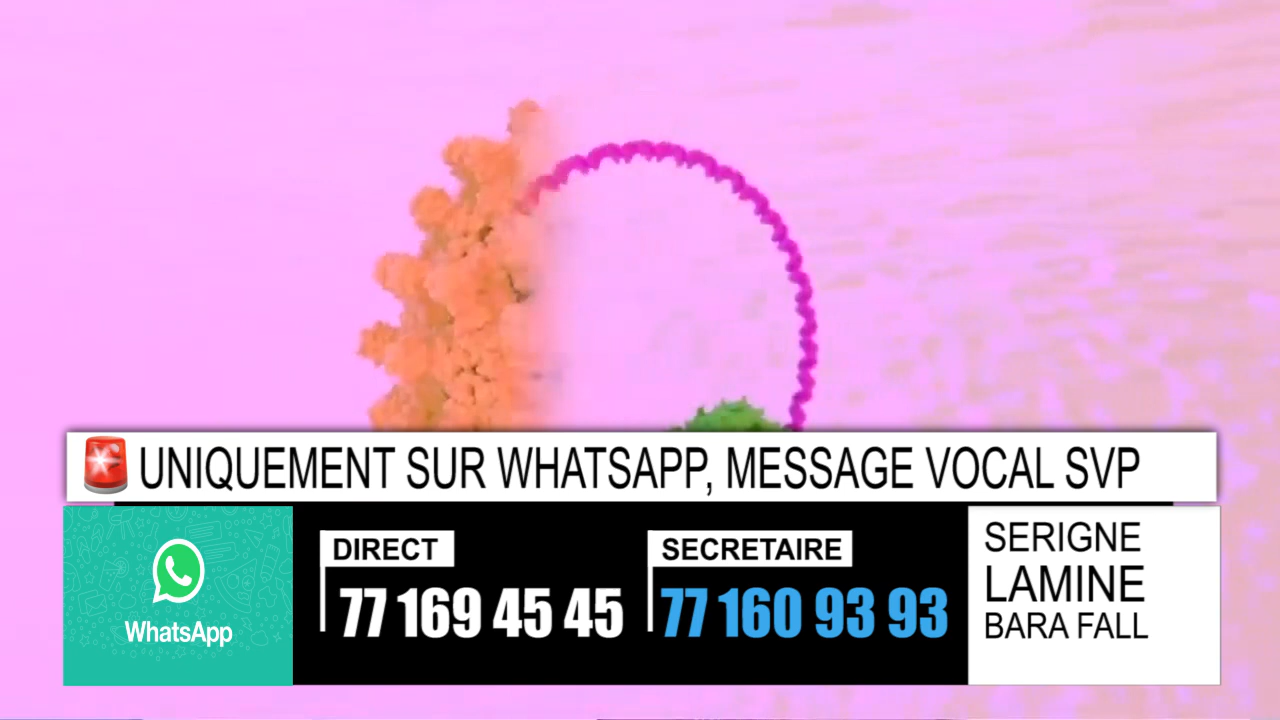 UNIQUEMENT SUR WHATSAPP, MESSAGE VOCAL SVP
WhatsApp
DIRECT
77 169 45 45
SECRETAIRE
77 160 93 93
SERIGNE
LAMINE
BARA FALL